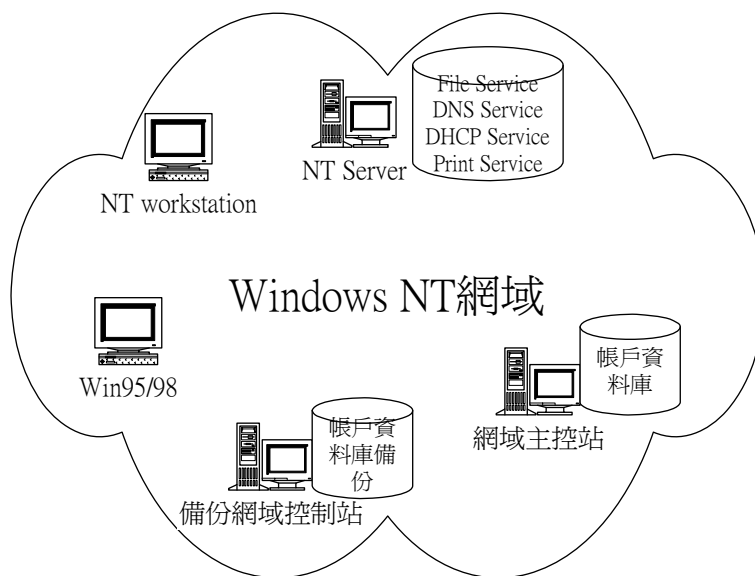 File Service
DNS Service
DHCP Service
Print Service
NT Server
NT workstation
Windows NT網域
Win95/98
帳戶資
料庫
網域主控站
帳戶資
料庫備
份
備份網域控制站